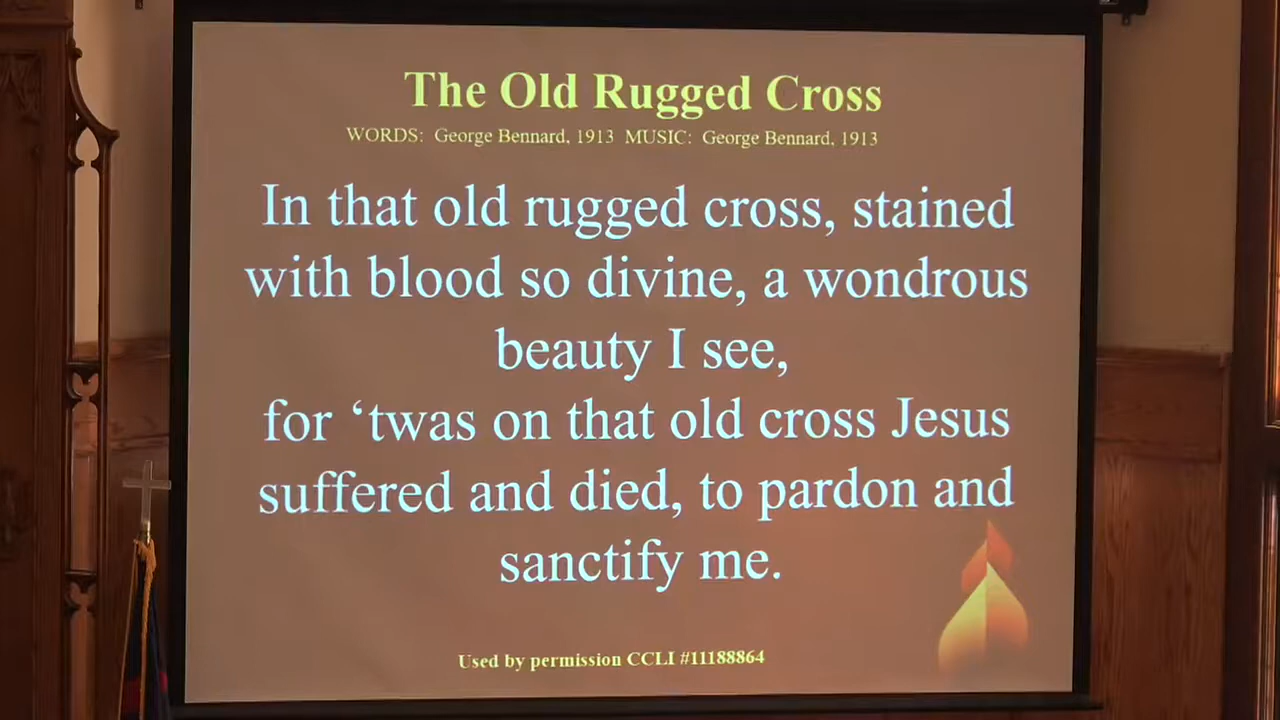 The Old Rugged Cross
WORDS: George Bennard, 1913 MUSIC: George Bennard, 1913
In that old rugged cross, stained
with blood so divine, a wondrous
beauty I see,
for ‘twas on that old cross Jesus
suffered and died, to pardon and
sanctify me.
Used by permission CCLI #11188864